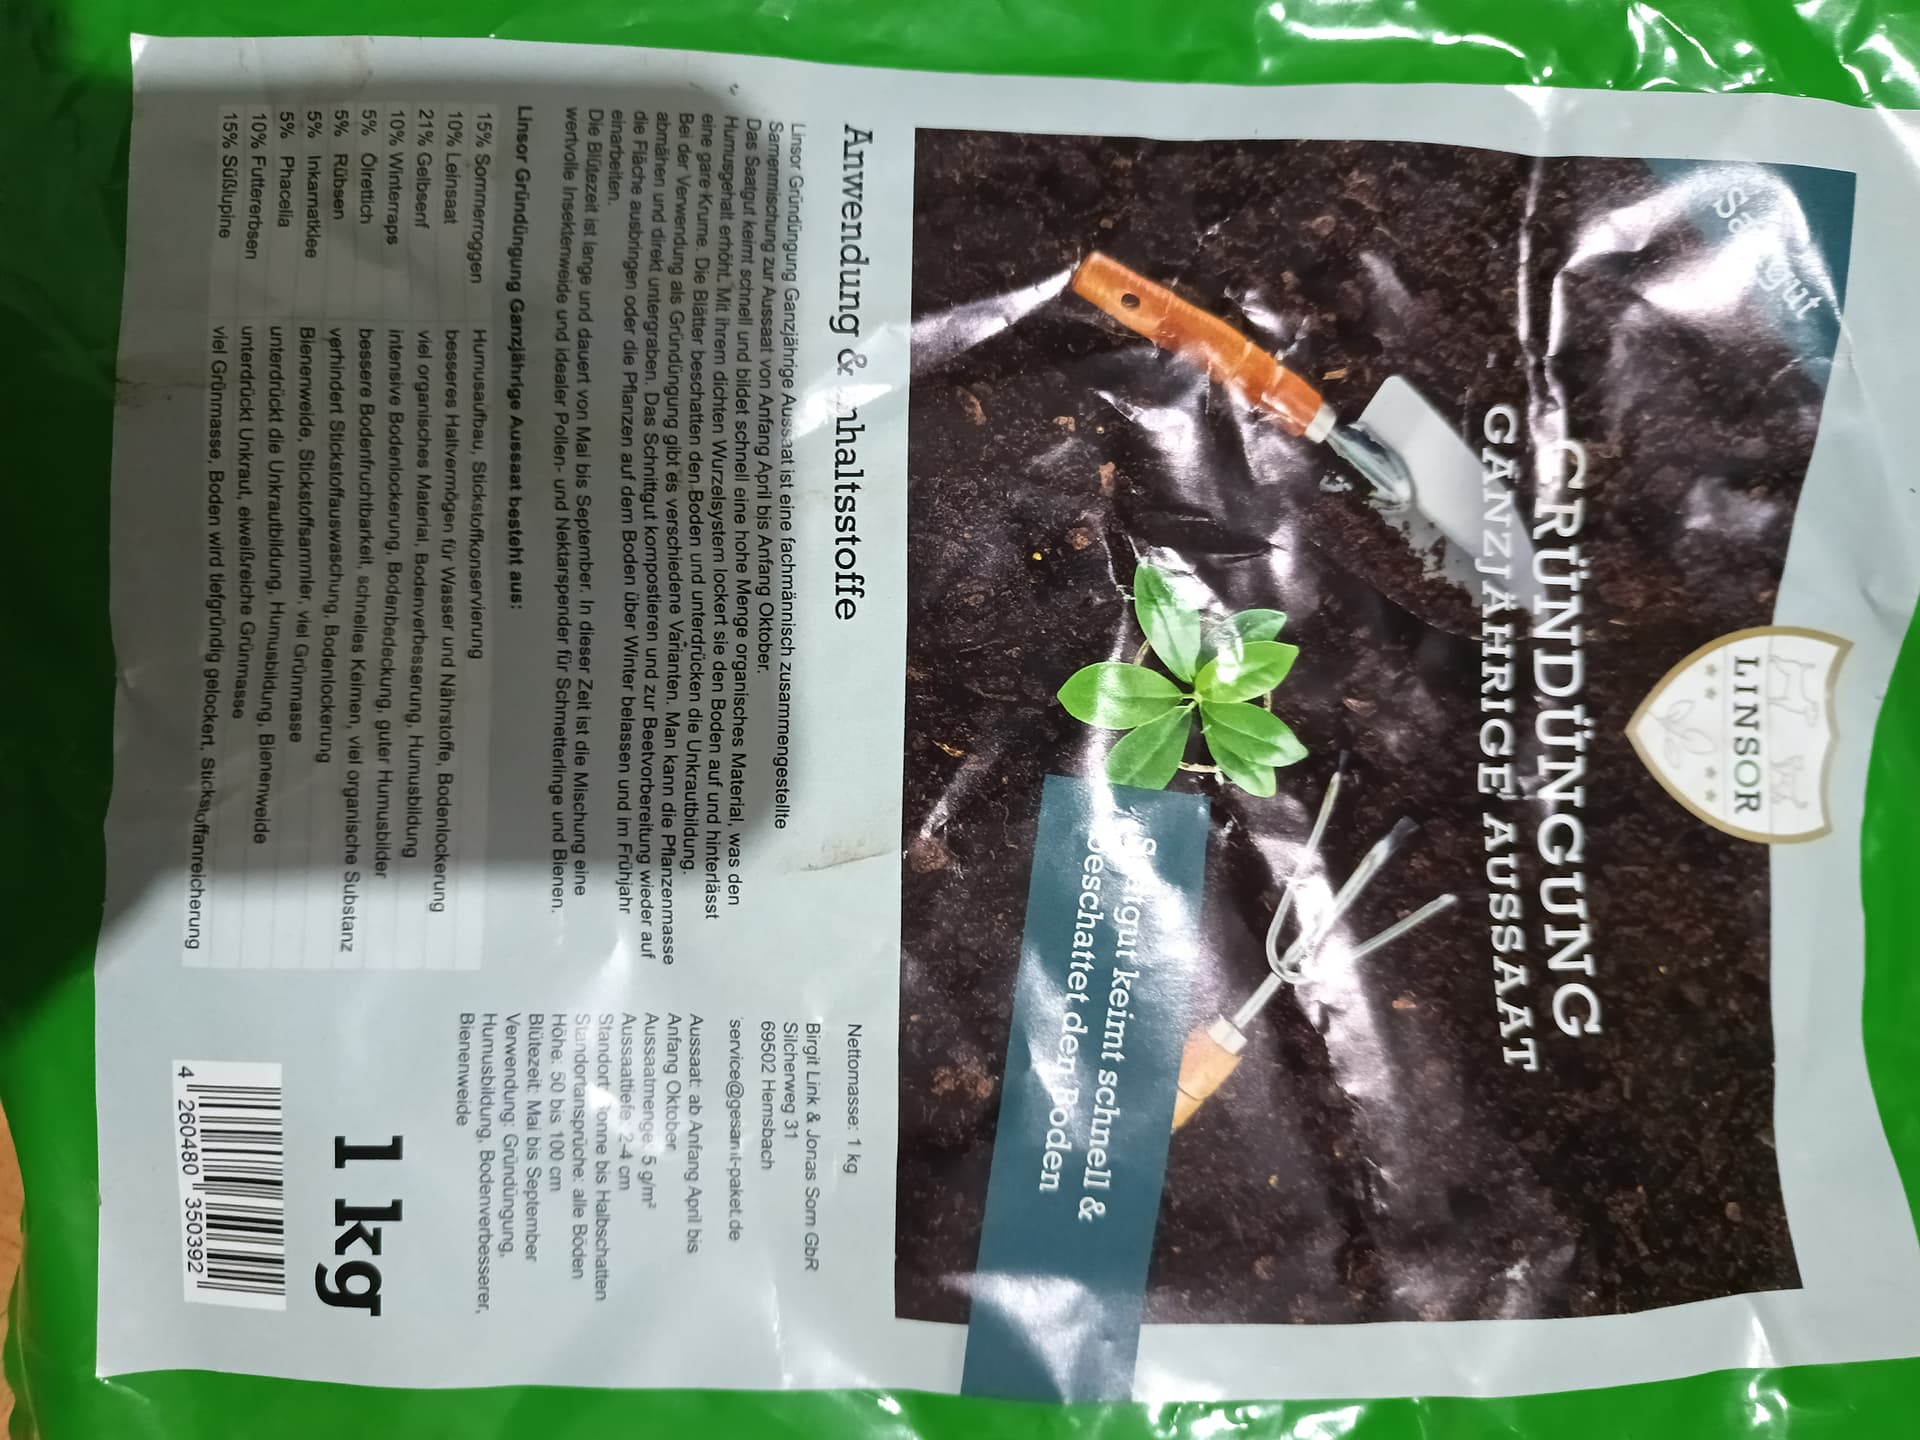 LINSOR
Saatgut
GRÜNDÜNGUNG
GANZJÄHRIGE AUSSAAT
Saatgut keimt schnell &
beschattet den Boden
Anwendung & Inhaltsstoffe
Linsor Gründüngung Ganzjährige Aussaat ist eine fachmännisch zusammengestellte
Samenmischung zur Aussaat von Anfang April bis Anfang Oktober.
Das Saatgut keimt schnell und bildet schnell eine hohe Menge organisches Material, was den
Humusgehalt erhöht. Mit ihrem dichten Wurzelsystem lockert sie den Boden auf und hinterlässt
eine gare Krume. Die Blätter beschatten den Boden und unterdrücken die Unkrautbildung.
Bei der Verwendung als Gründüngung gibt es verschiedene Varianten. Man kann die Pflanzenmasse
abmähen und direkt untergraben. Das Schnittgut kompostieren und zur Beetvorbereitung wieder auf
die Fläche ausbringen oder die Pflanzen auf dem Boden über Winter belassen und im Frühjahr
einarbeiten.
Die Blütezeit ist lange und dauert von Mai bis September. In dieser Zeit ist die Mischung eine
wertvolle Insektenweide und idealer Pollen- und Nektarspender für Schmetterlinge und Bienen.
Linsor Gründüngung Ganzjährige Aussaat besteht aus:
15% Sommerroggen Humusaufbau, Stickstoffkonservierung
10% Leinsaat besseres Haltvermögen für Wasser und Nährstoffe, Bodenlockerung
21% Gelbsenf viel organisches Material, Bodenverbesserung, Humusbildung
10% Winterraps intensive Bodenlockerung, Bodenbedeckung, guter Humusbilder
5% Ölrettich bessere Bodenfruchtbarkeit, schnelles Keimen, viel organische Substanz
5% Rübsen verhindert Stickstoffauswaschung, Bodenlockerung
5% Inkarnatklee Bienenweide, Stickstoffsammler, viel Grünmasse
5% Phacelia unterdrückt die Unkrautbildung, Humusbildung, Bienenweide
10% Futtererbsen unterdrückt Unkraut, eiweißreiche Grünmasse
15% Süßlupine viel Grünmasse, Boden wird tiefgründig gelockert, Stickstoffanreicherung
Nettomasse: 1 kg
Birgit Link & Jonas Sorn GbR
Silcherweg 31
69502 Hemsbach
service@gesamt-paket.de
Aussaat: ab Anfang April bis
Anfang Oktober
Aussaatmenge: 5 g/m²
Aussaattiefe: 2-4 cm
Standort: Sonne bis Halbschatten
Standortansprüche: alle Böden
Höhe: 50 bis 100 cm
Blütezeit: Mai bis September
Verwendung: Gründüngung,
Humusbildung, Bodenverbesserer,
Bienenweide
1 kg
4 260480 350392